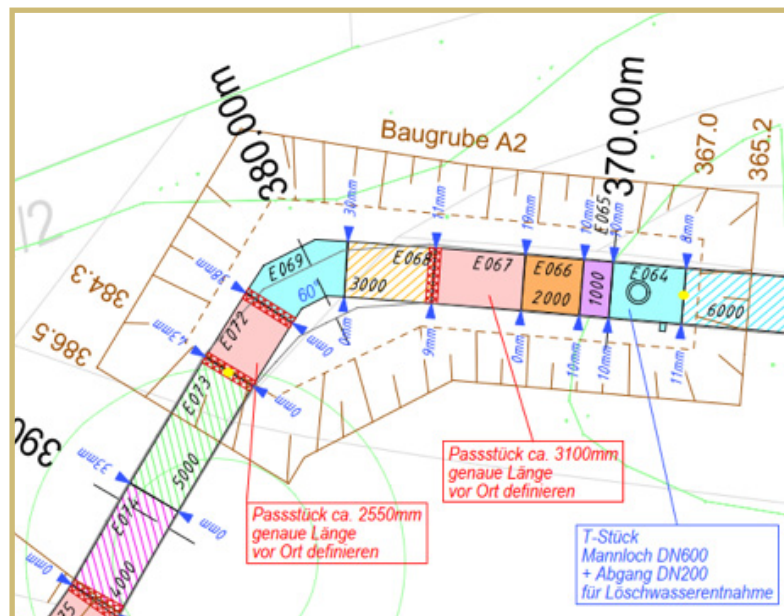 Baugrube A2
380.00m
370.00m
367.0
365.2
12
384.3
386.5
30mm
11mm
19mm
10mm
E065
10mm
8mm
E069
E068
E067
E066
E064
3000
2000
1000
6000
60°
38mm
0mm
0mm
9mm
0mm
10mm
10mm
11mm
E072
43mm
0mm
E073
5000
33mm
0mm
E074
4000
0mm
390
Passstück ca. 3100mm
genaue Länge
vor Ort definieren
Passstück ca. 2550mm
genaue Länge
vor Ort definieren
T-Stück
Mannloch DN600
+ Abgang DN200
für Löschwasserentnahme